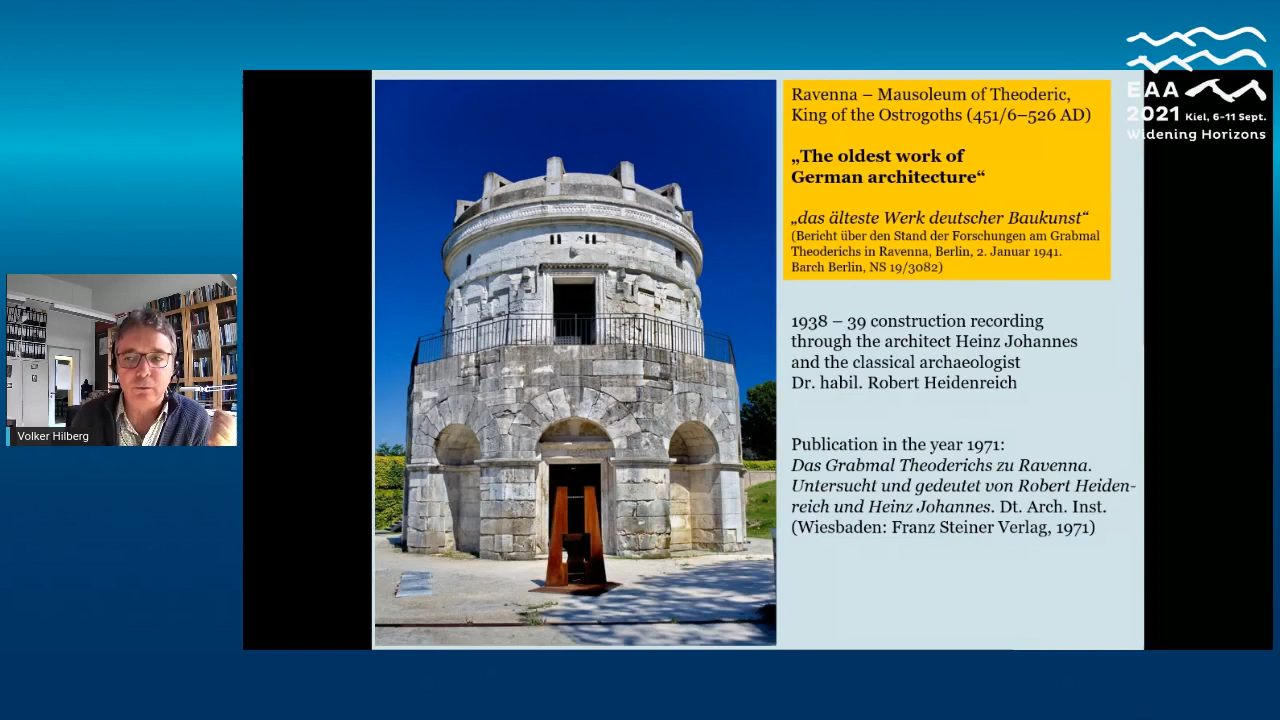 Ravenna – Mausoleum of Theoderic,
King of the Ostrogoths (451/6–526 AD)
„The oldest work of
German architecture“
„das älteste Werk deutscher Baukunst“
(Bericht über den Stand der Forschungen am Grabmal
Theoderichs in Ravenna, Berlin, 2. Januar 1941.
Barch Berlin, NS 19/3082)
1938 – 39 construction recording
through the architect Heinz Johannes
and the classical archaeologist
Dr. habil. Robert Heidenreich
Publication in the year 1971:
Das Grabmal Theoderichs zu Ravenna.
Untersucht und gedeutet von Robert Heiden-
reich und Heinz Johannes. Dt. Arch. Inst.
(Wiesbaden: Franz Steiner Verlag, 1971)
EAA
2021 Kiel, 6-11 Sept.
Widening Horizons
Volker Hilberg